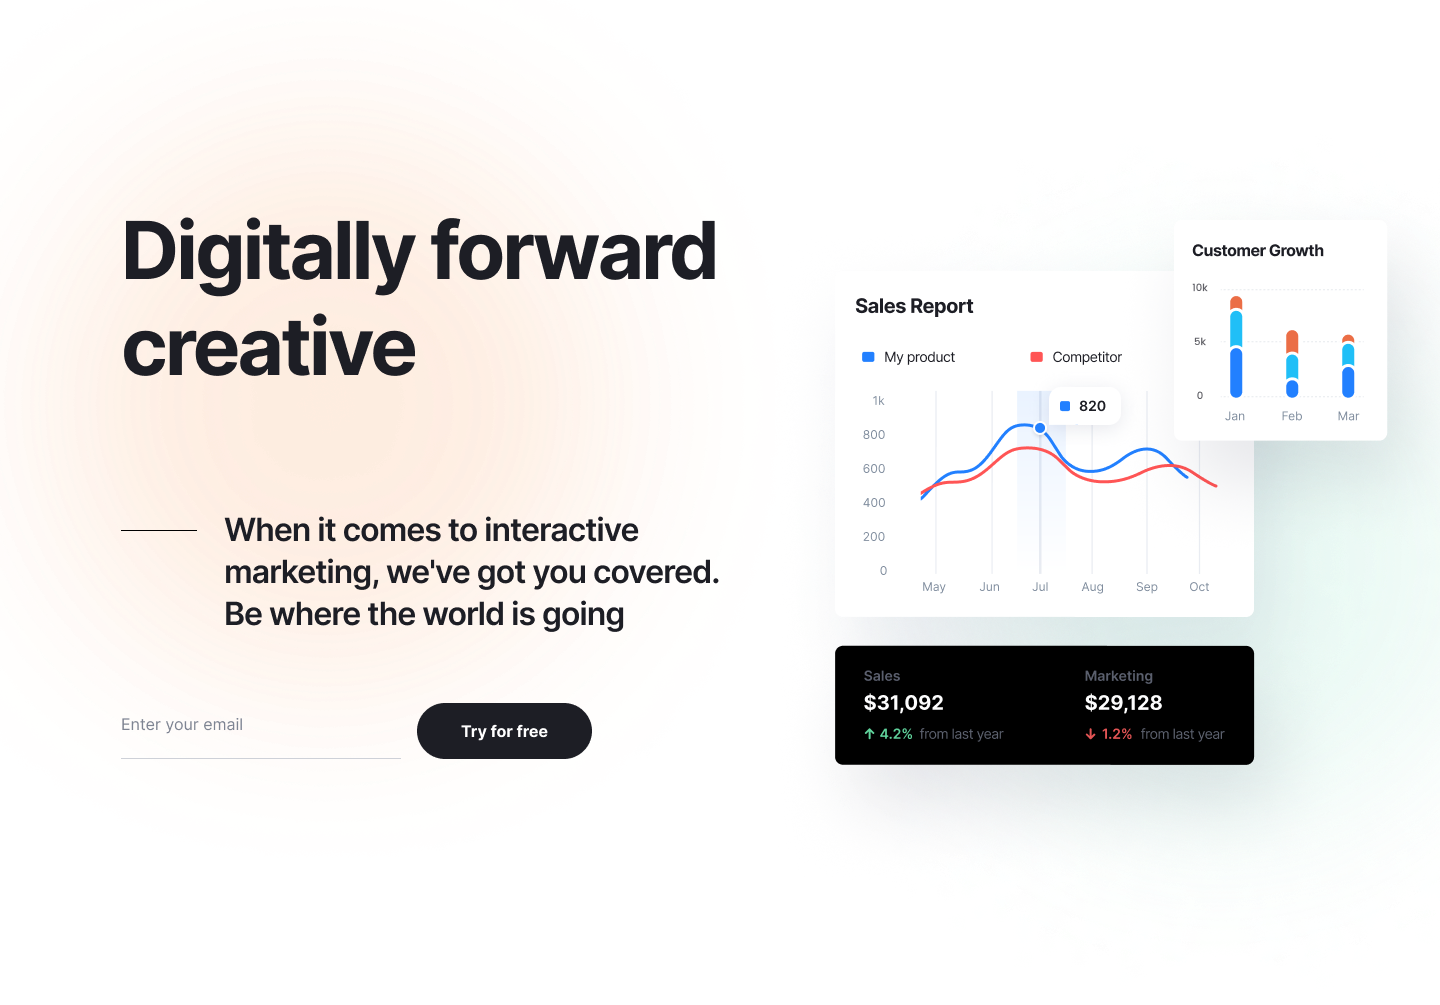 Digitally forward
creative
When it comes to interactive
marketing, we've got you covered.
Be where the world is going
Enter your email
Try for free
Customer Growth
10k
5k
0
Jan Feb Mar
Sales Report
My product Competitor
820
1k
800
600
400
200
0
May Jun Jul Aug Sep Oct
Sales
$31,092
↑ 4.2% from last year
Marketing
$29,128
↓ 1.2% from last year